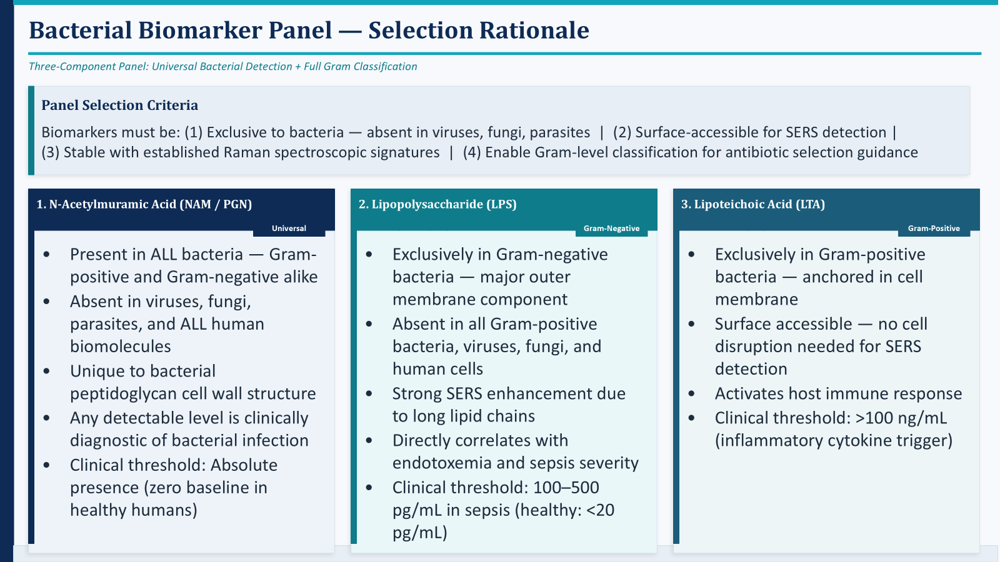 Bacterial Biomarker Panel — Selection Rationale
Three-Component Panel: Universal Bacterial Detection + Full Gram Classification
Panel Selection Criteria
Biomarkers must be: (1) Exclusive to bacteria — absent in viruses, fungi, parasites | (2) Surface-accessible for SERS detection |
(3) Stable with established Raman spectroscopic signatures | (4) Enable Gram-level classification for antibiotic selection guidance
1. N-Acetylmuramic Acid (NAM / PGN)
Universal
• Present in ALL bacteria — Gram-
positive and Gram-negative alike
• Absent in viruses, fungi,
parasites, and ALL human
biomolecules
• Unique to bacterial
peptidoglycan cell wall structure
• Any detectable level is clinically
diagnostic of bacterial infection
• Clinical threshold: Absolute
presence (zero baseline in
healthy humans)
2. Lipopolysaccharide (LPS)
Gram-Negative
• Exclusively in Gram-negative
bacteria — major outer
membrane component
• Absent in all Gram-positive
bacteria, viruses, fungi, and
human cells
• Strong SERS enhancement due
to long lipid chains
• Directly correlates with
endotoxemia and sepsis severity
• Clinical threshold: 100–500
pg/mL in sepsis (healthy: <20
pg/mL)
3. Lipoteichoic Acid (LTA)
Gram-Positive
• Exclusively in Gram-positive
bacteria — anchored in cell
membrane
• Surface accessible — no cell
disruption needed for SERS
detection
• Activates host immune response
• Clinical threshold: >100 ng/mL
(inflammatory cytokine trigger)